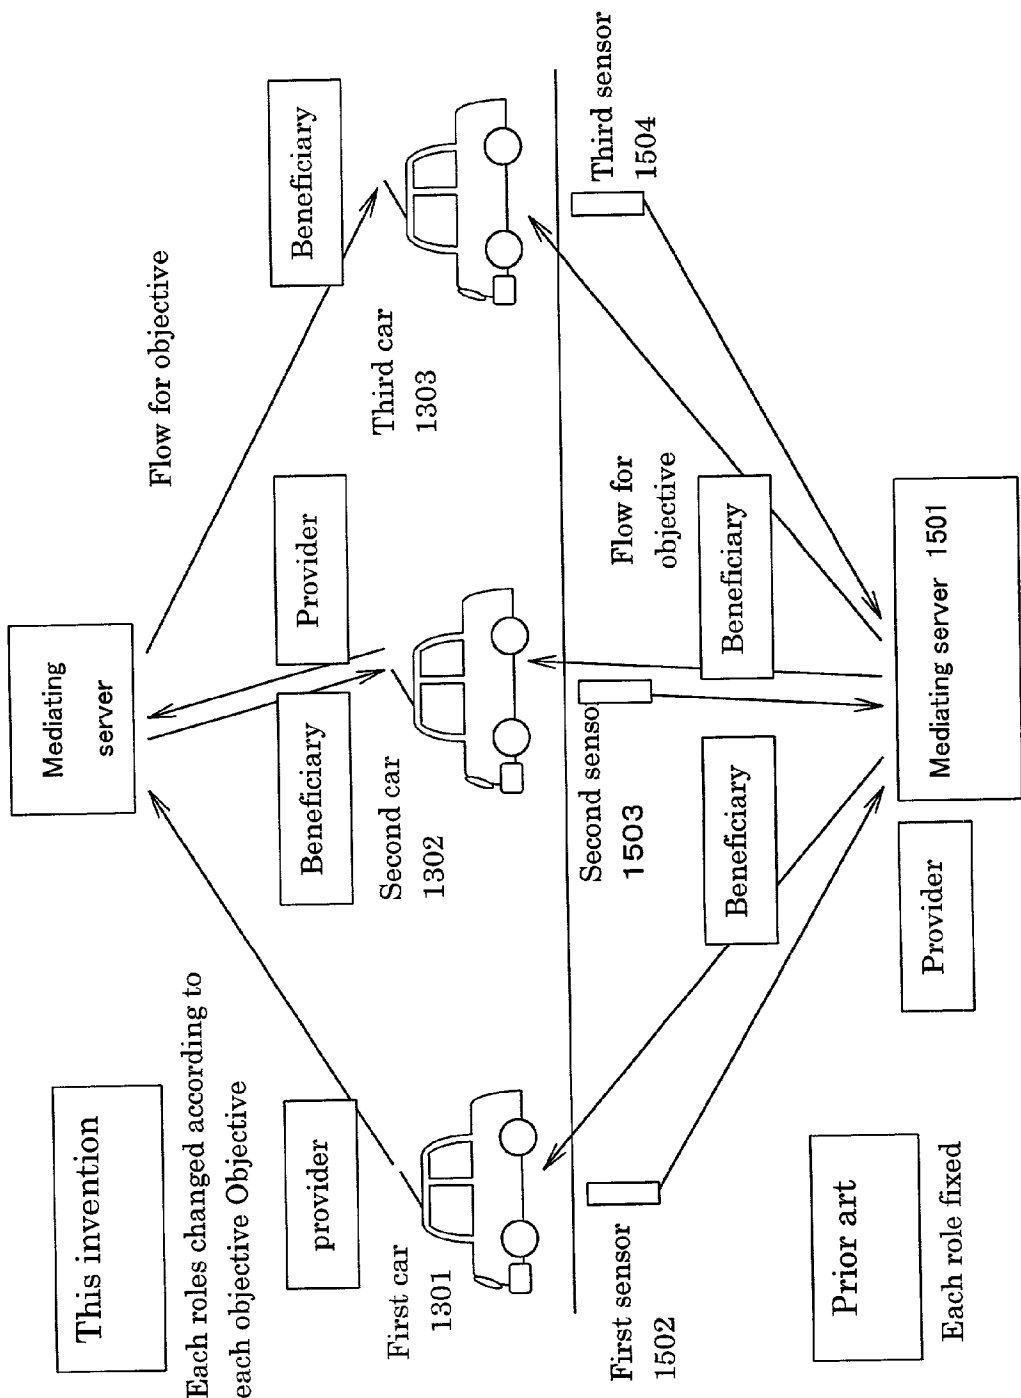 This invention
Each roles changed according to
each objective Objective
Mediating
server
Flow for objective
provider
Beneficiary
Provider
Beneficiary
First car
1301
Second car
1302
Third car
1303
First sensor
1502
Second sensor
1503
Third sensor
1504
Flow for
objective
Beneficiary
Beneficiary
Prior art
Each role fixed
Provider
Mediating server 1501